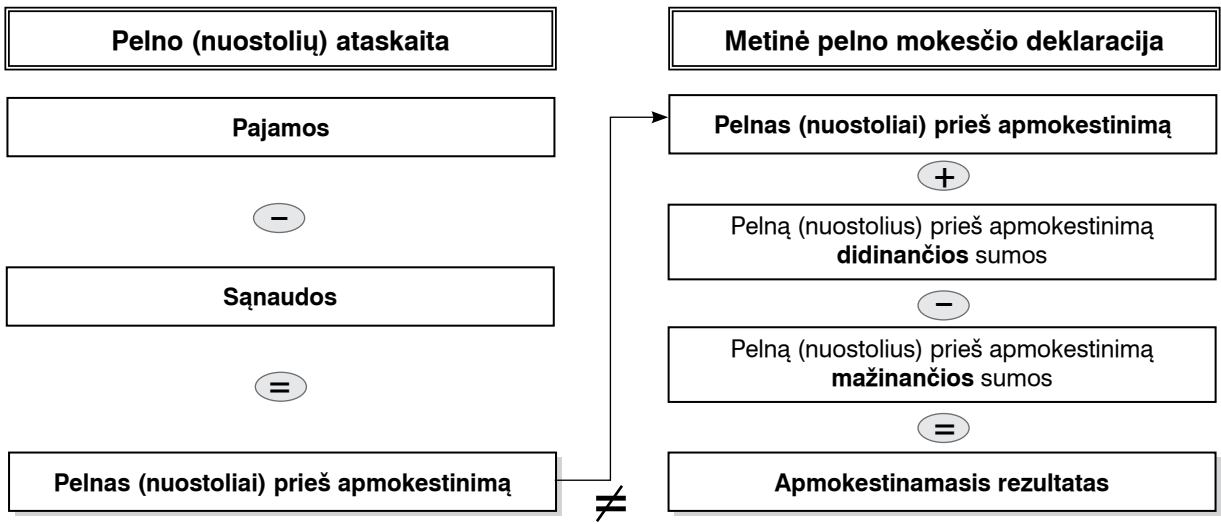 Pelno (nuostolių) ataskaita
Pajamos
–
Sąnaudos
=
Pelnas (nuostoliai) prieš apmokestinimą
≠
Metinė pelno mokesčio deklaracija
Pelnas (nuostoliai) prieš apmokestinimą
+
Pelną (nuostolius) prieš apmokestinimą
didinančios sumos
–
Pelną (nuostolius) prieš apmokestinimą
mažinančios sumos
=
Apmokestinamasis rezultatas